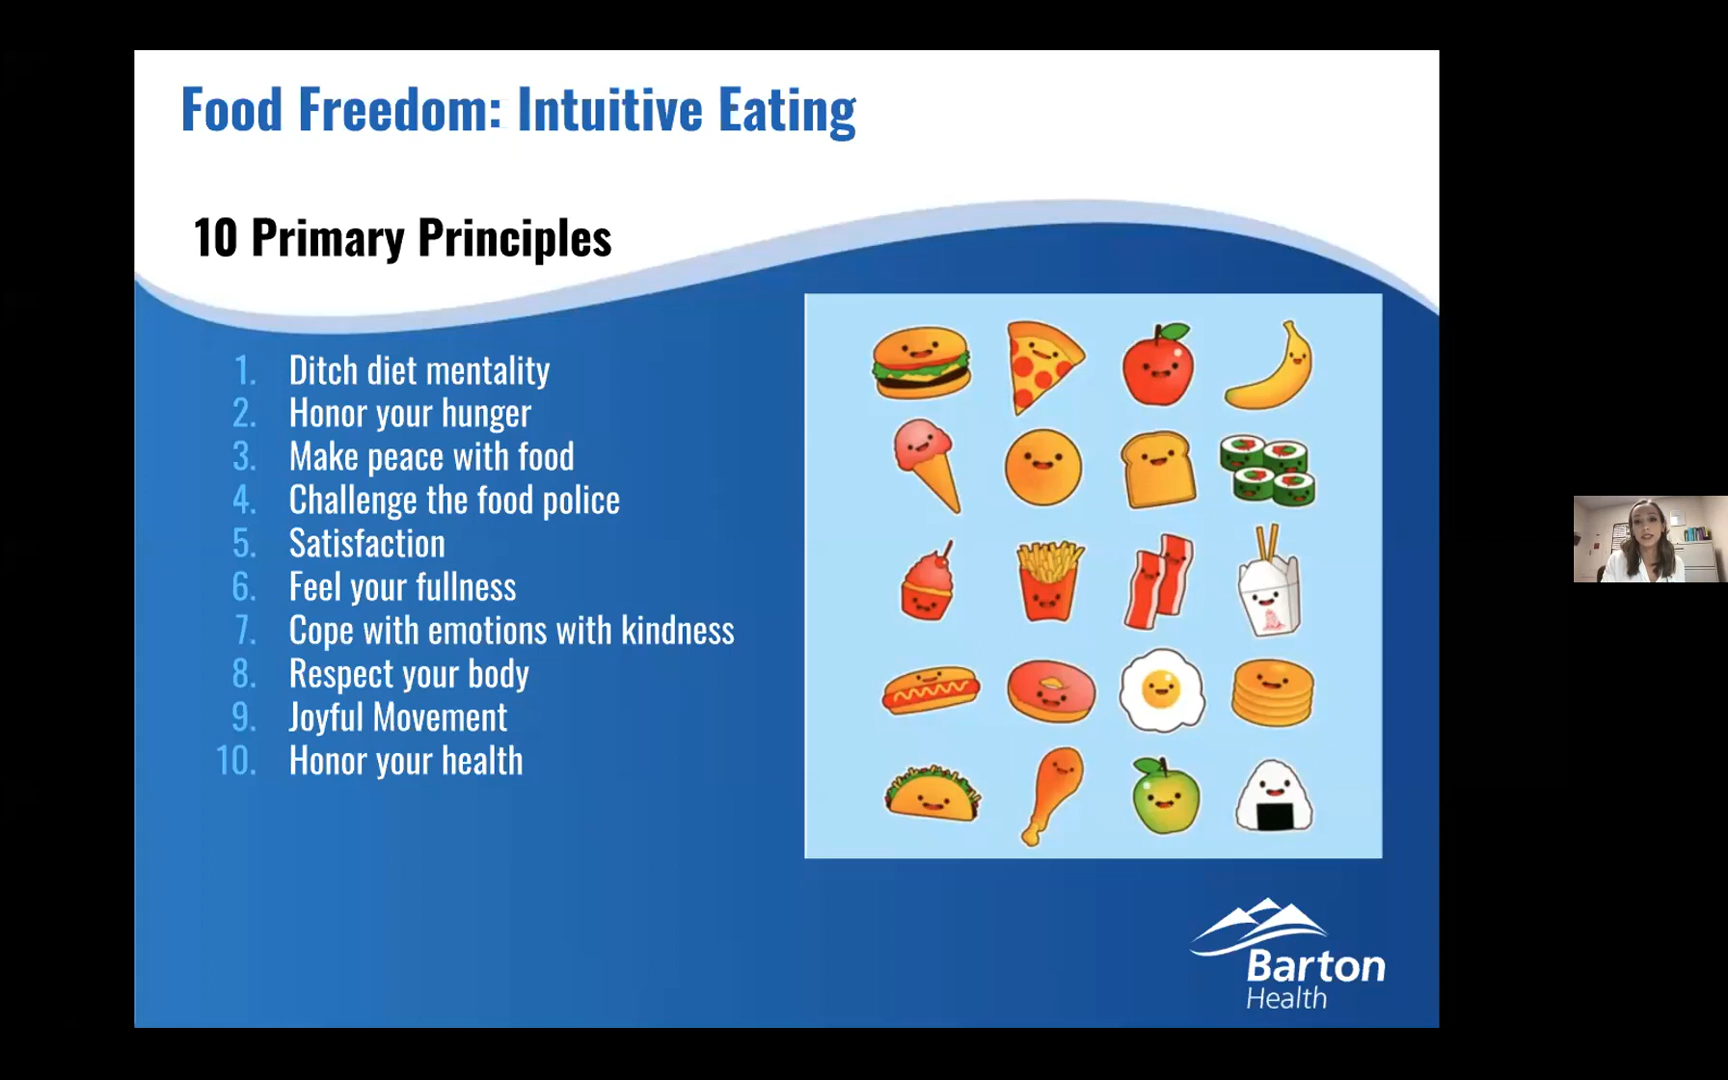 Food Freedom: Intuitive Eating
10 Primary Principles
1. Ditch diet mentality
2. Honor your hunger
3. Make peace with food
4. Challenge the food police
5. Satisfaction
6. Feel your fullness
7. Cope with emotions with kindness
8. Respect your body
9. Joyful Movement
10. Honor your health
Barton
Health